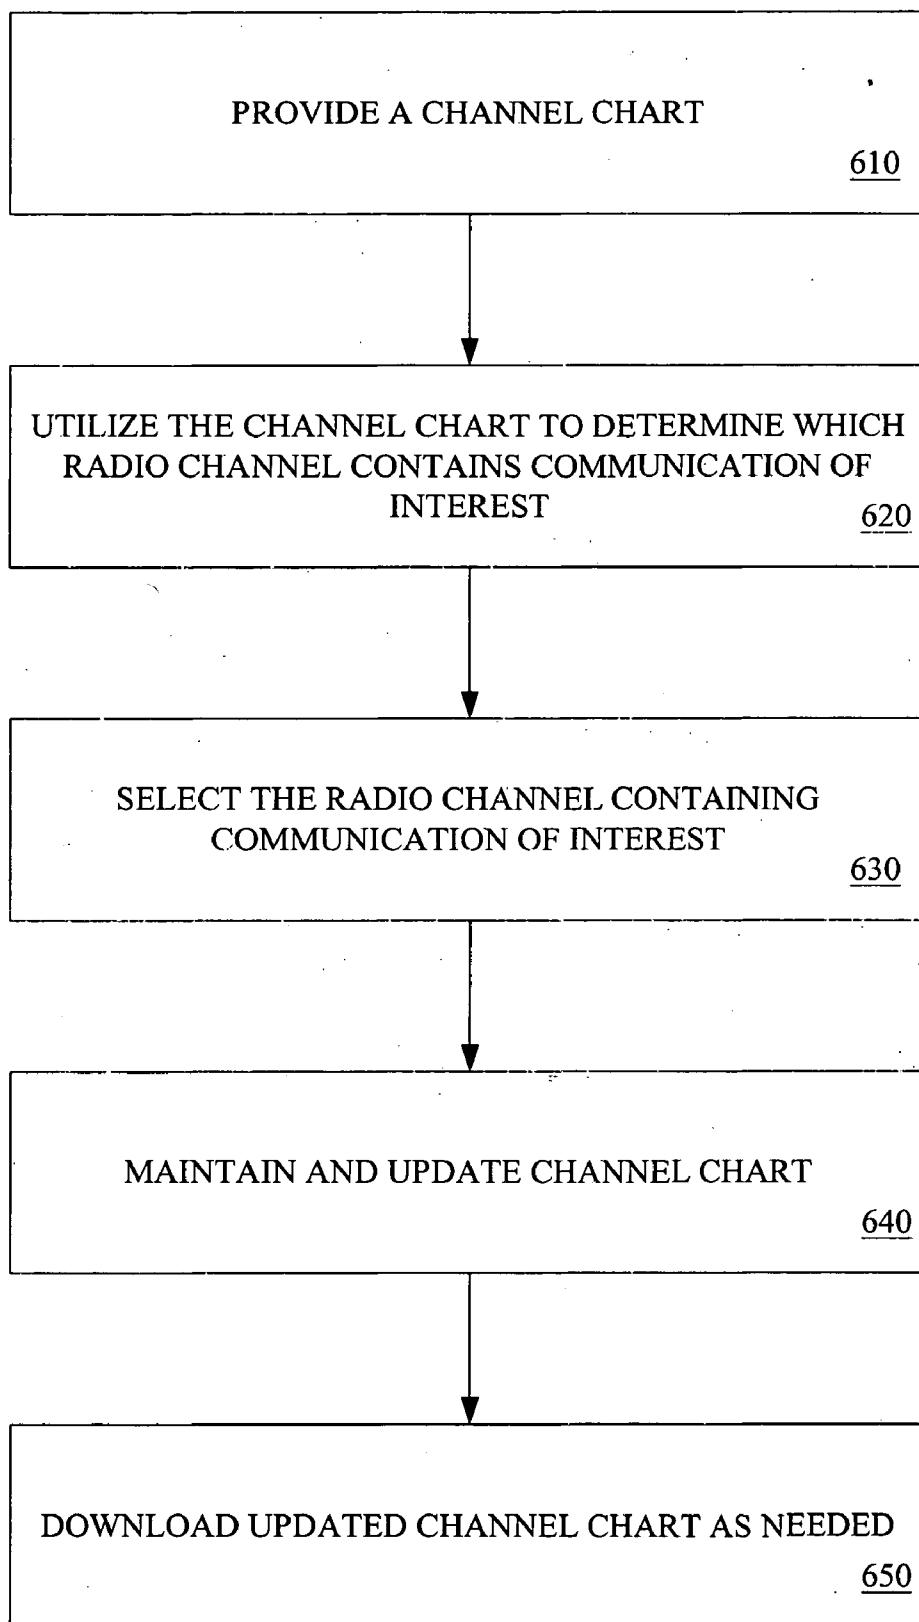 PROVIDE A CHANNEL CHART
610
UTILIZE THE CHANNEL CHART TO DETERMINE WHICH
RADIO CHANNEL CONTAINS COMMUNICATION OF
INTEREST
620
SELECT THE RADIO CHANNEL CONTAINING
COMMUNICATION OF INTEREST
630
MAINTAIN AND UPDATE CHANNEL CHART
640
DOWNLOAD UPDATED CHANNEL CHART AS NEEDED
650